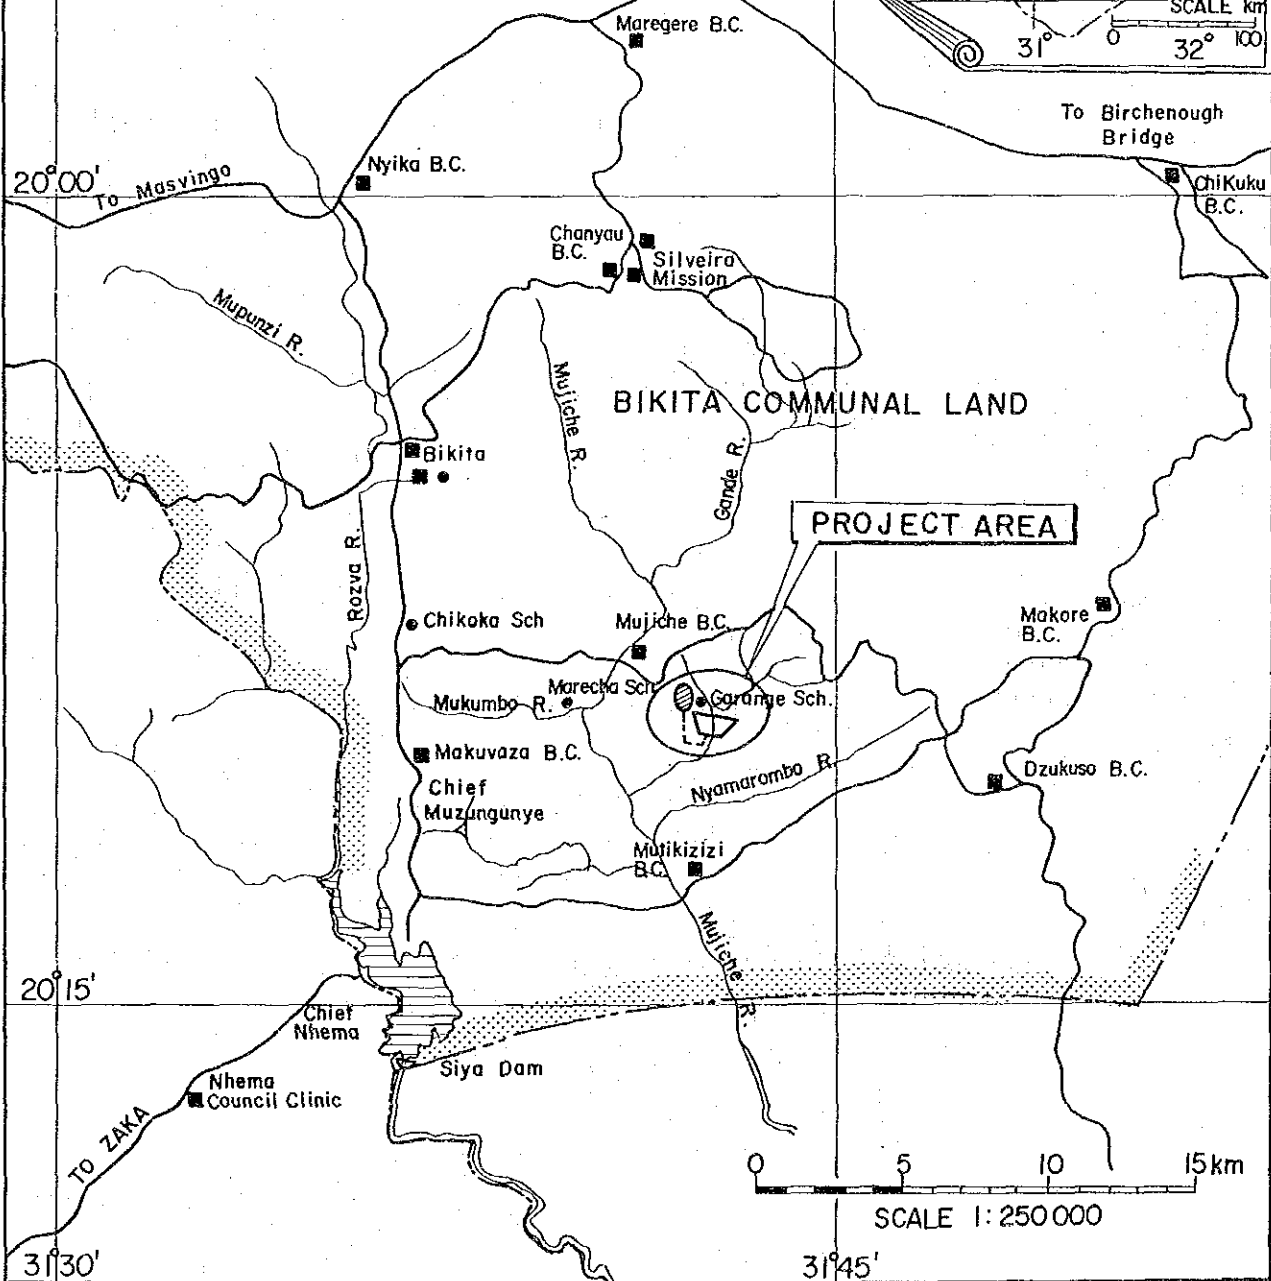 SCALE km
31°
0
32°
100
Maregere B.C.
To Birchenough
Bridge
20°00'
To Masvingo
Nyika B.C.
ChiKuku
B.C.
Chanyau
B.C.
Silveira
Mission
Mupunzi R.
Mujiche R.
BIKITA COMMUNAL LAND
Bikita
Gande R.
PROJECT AREA
Rozva R.
Chikoka Sch
Mujiche B.C.
Makore
B.C.
Marecha Sch.
Mukumbo R.
Garange Sch.
Makuvaza B.C.
Nyamarombo R.
Dzukuso B.C.
Chief
Muzungunye
Mutikizizi
B.C.
Mujiche R.
20°15'
Chief
Nhema
Siya Dam
Nhema
Council Clinic
TO ZAKA
0 5 10 15km
SCALE 1:250000
31°30'
31°45'